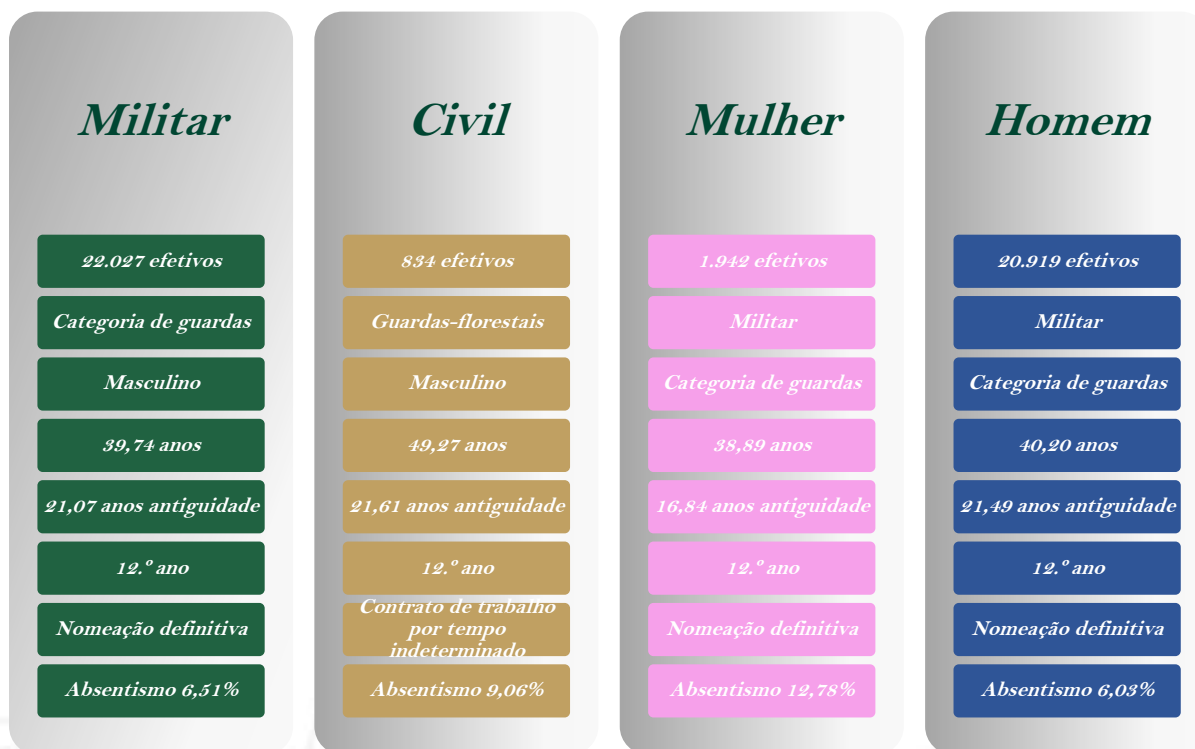 Militar
22.027 efetivos
Categoria de guardas
Masculino
39,74 anos
21,07 anos antiguidade
12.º ano
Nomeação definitiva
Absentismo 6,51%
Civil
834 efetivos
Guardas-florestais
Masculino
49,27 anos
21,61 anos antiguidade
12.º ano
Contrato de trabalho
por tempo
indeterminado
Absentismo 9,06%
Mulher
1.942 efetivos
Militar
Categoria de guardas
38,89 anos
16,84 anos antiguidade
12.º ano
Nomeação definitiva
Absentismo 12,78%
Homem
20.919 efetivos
Militar
Categoria de guardas
40,20 anos
21,49 anos antiguidade
12.º ano
Nomeação definitiva
Absentismo 6,03%